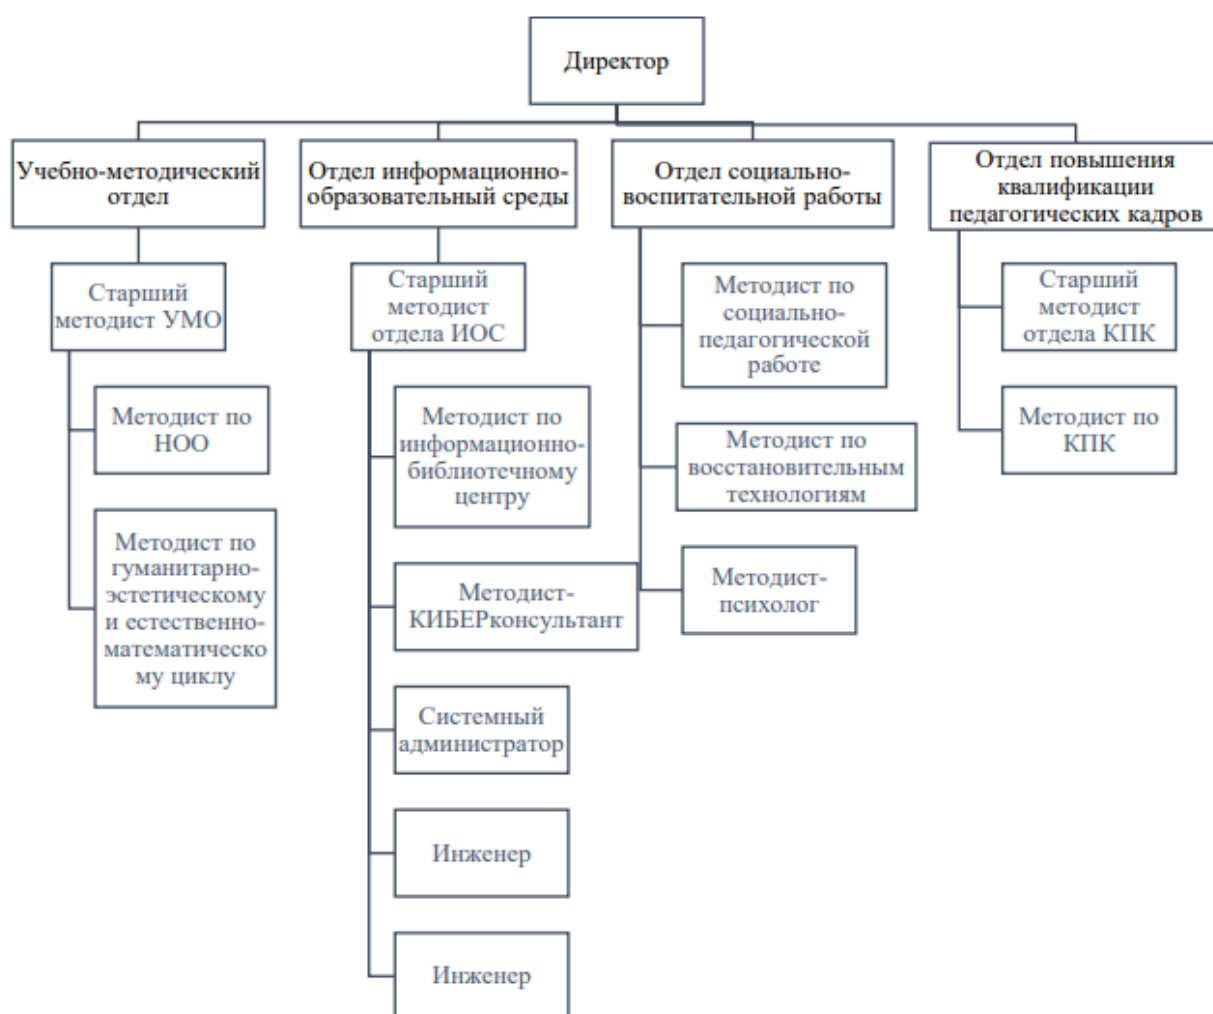 Директор
Учебно-методический
отдел
Отдел информационно-
образовательный среды
Отдел социально-
воспитательной работы
Отдел повышения
квалификации
педагогических кадров
Старший
методист УМО
Методист по
НОО
Методист по
гуманитарно-
эстетическому
и естественно-
математическо
му циклу
Старший
методист
отдела ИОС
Методист по
информационно-
библиотечному
центру
Методист-
КИБЕРконсультант
Системный
администратор
Инженер
Инженер
Методист по
социально-
педагогической
работе
Методист по
восстановительным
технологиям
Методист-
психолог
Старший
методист
отдела КПК
Методист по
КПК